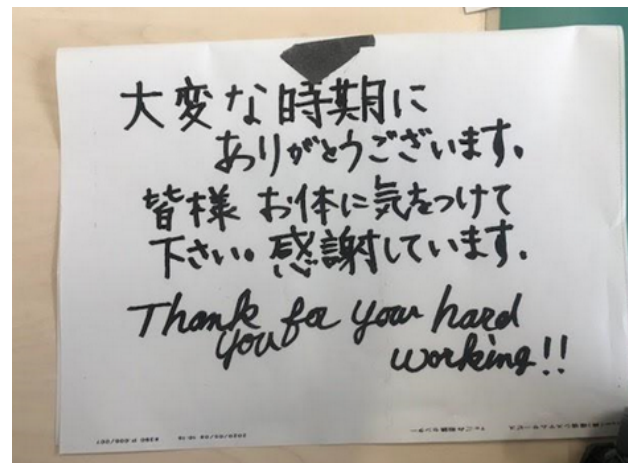 大変な時期に
ありがとうございます。
皆様 お体に気をつけて
下さい。感謝しています。
Thank you for your hard
working!!